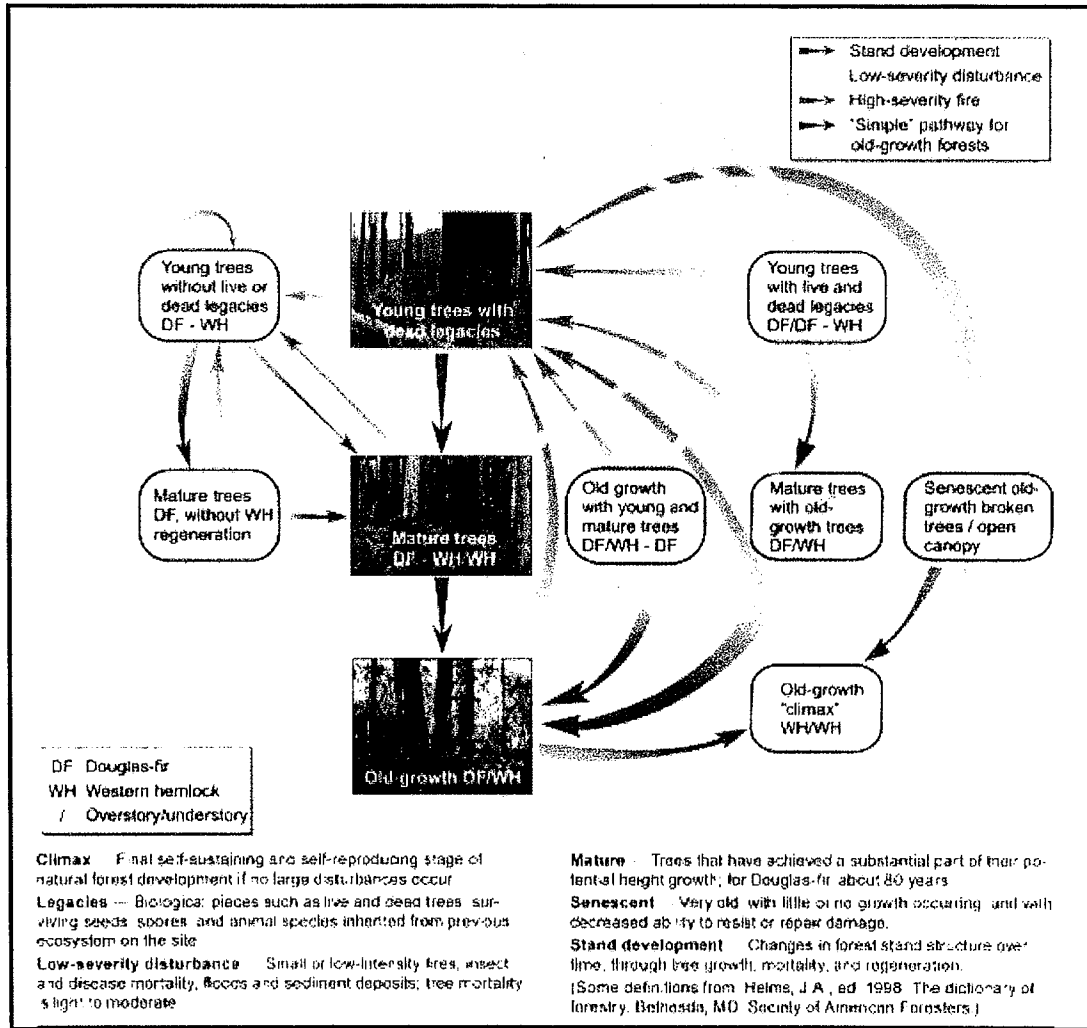 Stand development
Low-severity disturbance
High-severity fire
"Simple" pathway for
old-growth forests
Young trees
without live or
dead legacies
DF - WH
Young trees with
dead legacies
Young trees
with live and
dead legacies
DF/DF - WH
Mature trees
DF, without WH
regeneration
Mature trees
DF - WH/WH
Old growth
with young and
mature trees
DF/WH - DF
Mature trees
with old-
growth trees
DF/WH
Senescent old-
growth broken
trees / open
canopy
Old-growth DF/WH
Old-growth
"climax"
WH/WH
DF Douglas-fir
WH Western hemlock
/ Overstory/understory
Climax Final self-sustaining and self-reproducing stage of
natural forest development if no large disturbances occur
Legacies — Biological pieces such as live and dead trees, sur-
viving seeds, spores, and animal species inherited from previous
ecosystem on the site
Low-severity disturbance Small or low-intensity fires, insect
and disease mortality, floods and sediment deposits; tree mortality
is light to moderate
Mature Trees that have achieved a substantial part of their po-
tential height growth; for Douglas-fir, about 80 years
Senescent Very old, with little or no growth occurring, and with
decreased ability to resist or repair damage.
Stand development Changes in forest stand structure over
time, through tree growth, mortality, and regeneration.
(Some definitions from: Helms, J.A., ed. 1998. The dictionary of
forestry. Bethesda, MD. Society of American Foresters.)